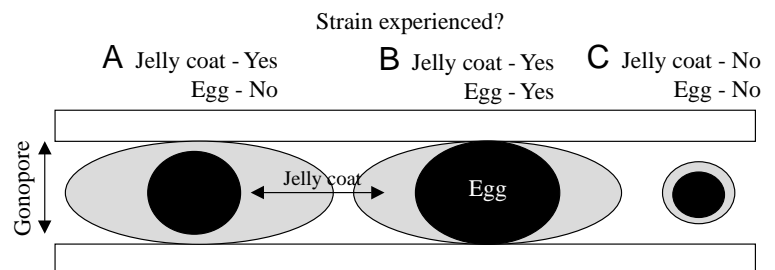 Strain experienced?
A Jelly coat - Yes
Egg - No
B Jelly coat - Yes
Egg - Yes
C Jelly coat - No
Egg - No
Gonopore
Jelly coat
Egg